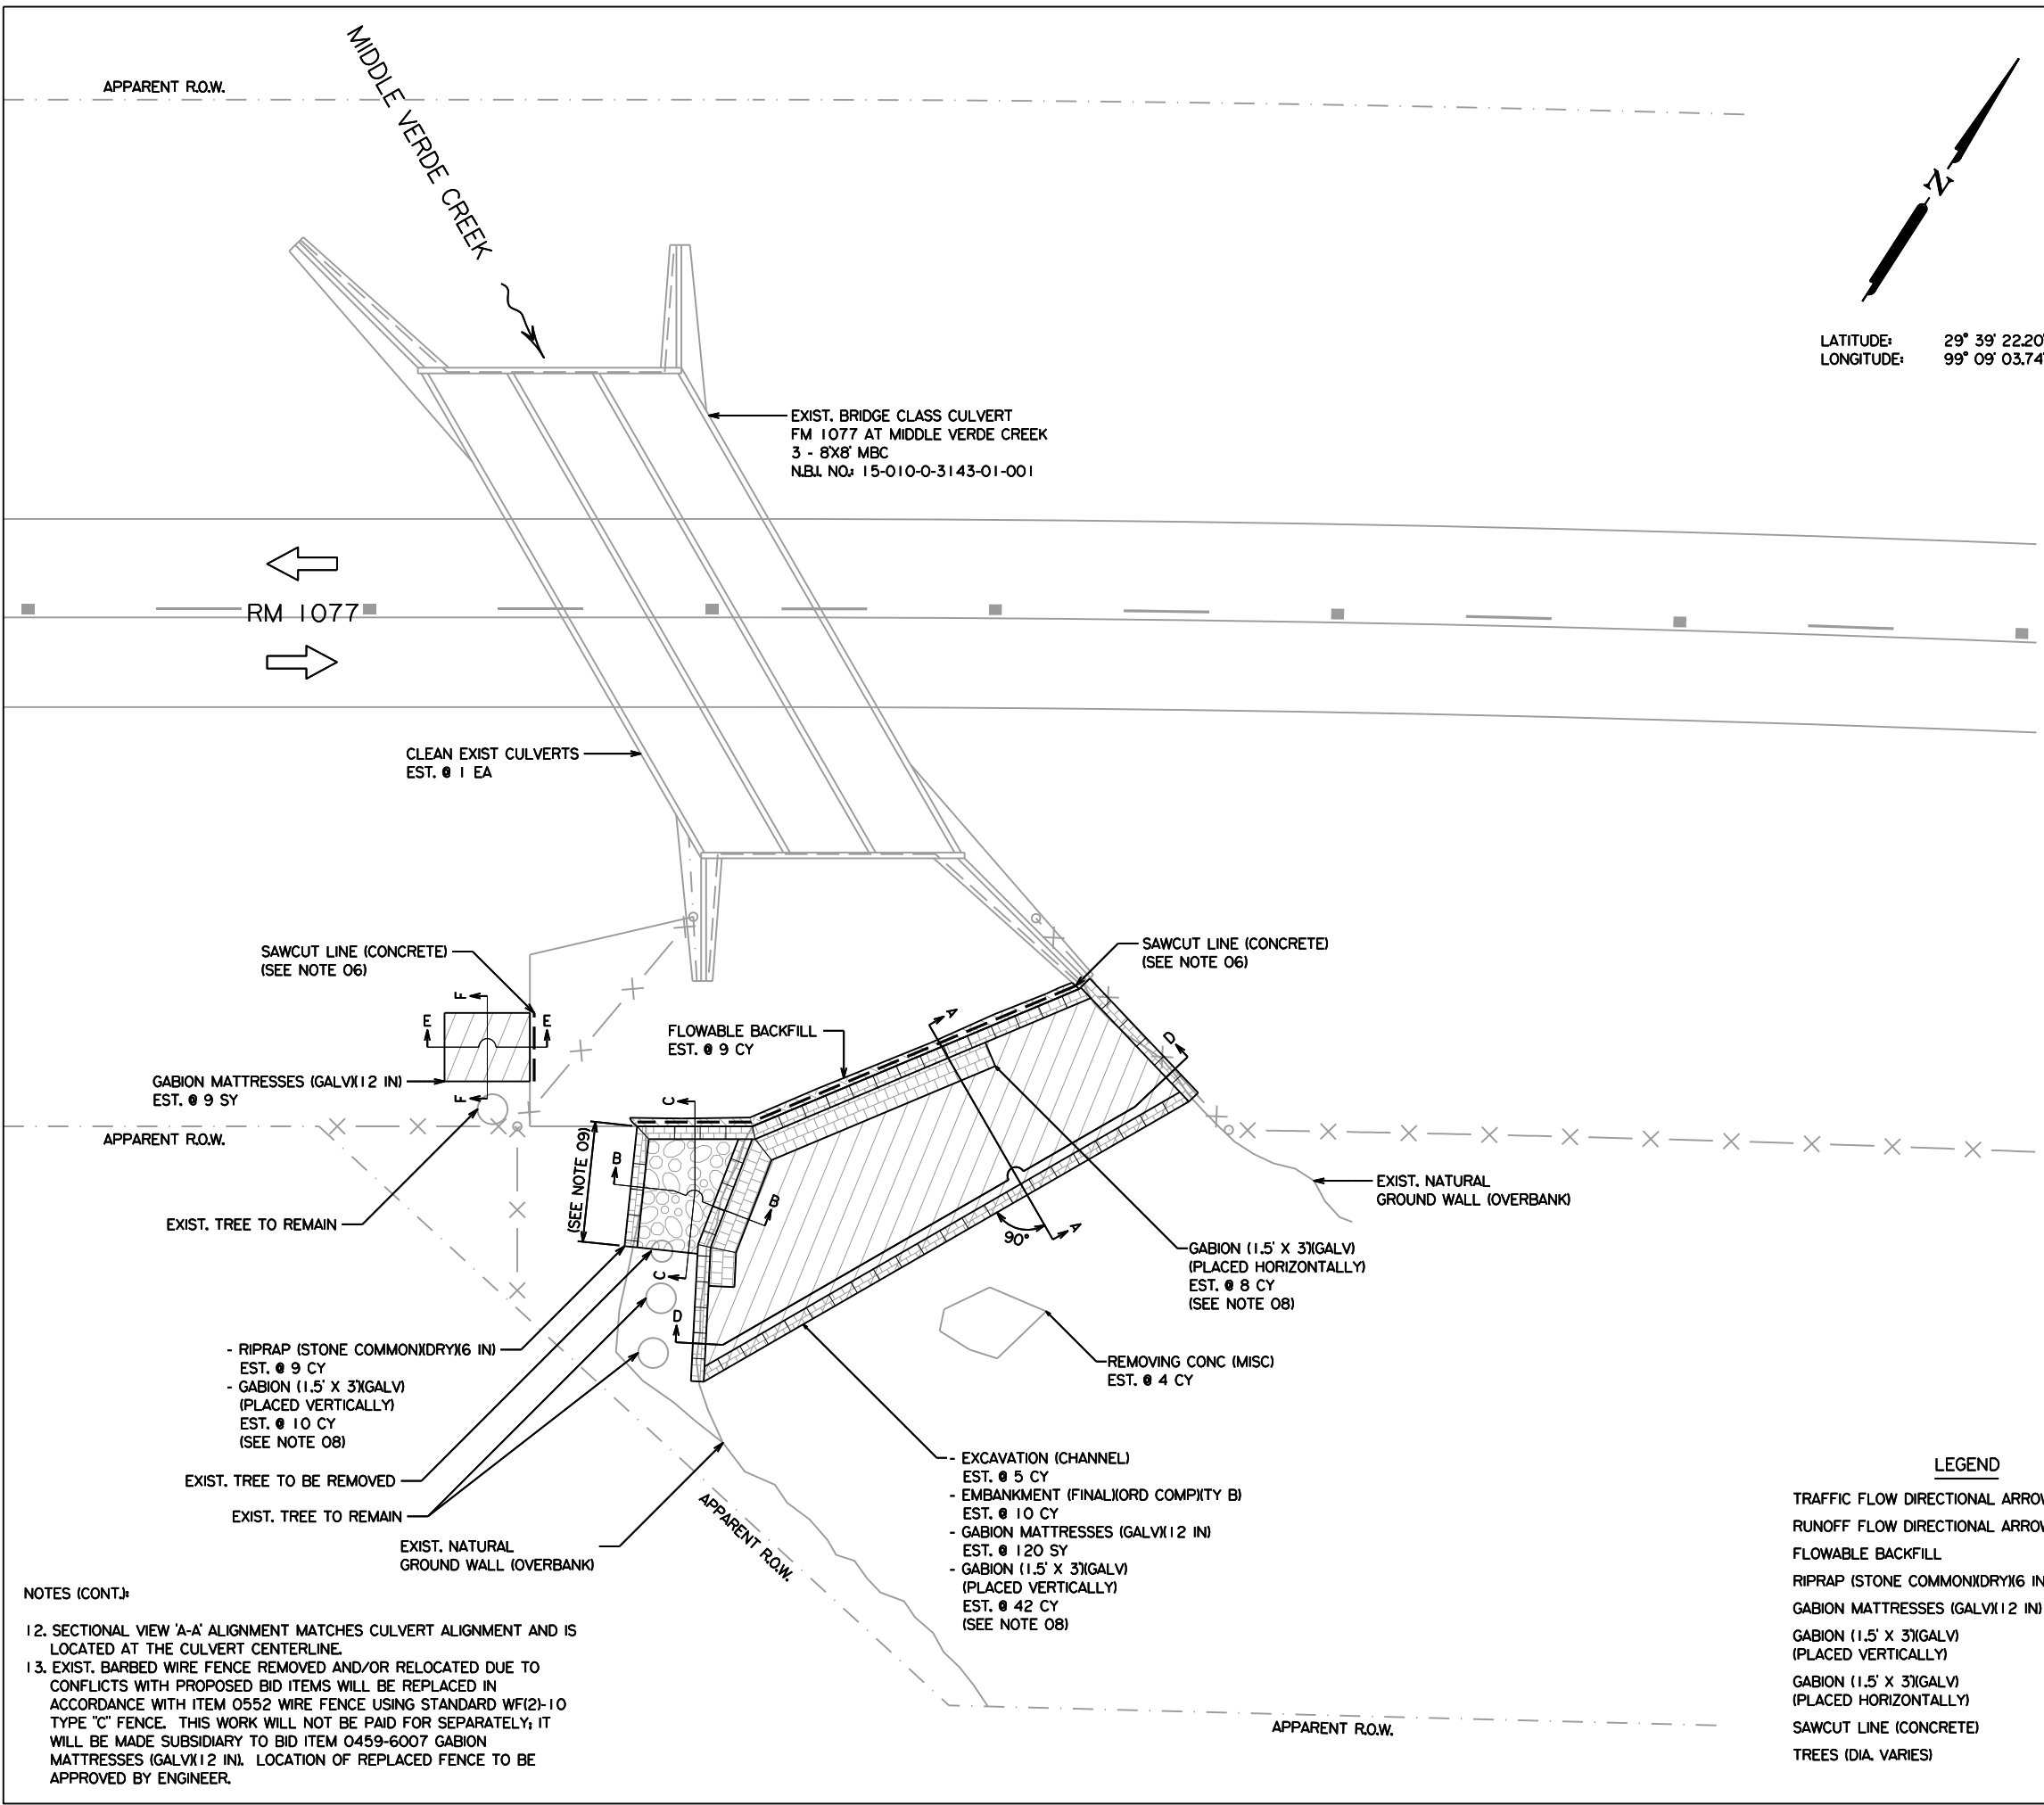 MIDDLE VERDE CREEK
APPARENT R.O.W.
N
LATITUDE: 29° 39' 22.20"
LONGITUDE: 99° 09' 03.74"
EXIST. BRIDGE CLASS CULVERT
FM 1077 AT MIDDLE VERDE CREEK
3 - 8'X8' MBC
N.B.I. NO.: 15-010-0-3143-01-001
RM 1077
CLEAN EXIST CULVERTS
EST. @ 1 EA
SAWCUT LINE (CONCRETE)
(SEE NOTE 06)
SAWCUT LINE (CONCRETE)
(SEE NOTE 06)
F
E
E
F
FLOWABLE BACKFILL
EST. @ 9 CY
A
D
GABION MATTRESSES (GALV)(12 IN)
EST. @ 9 SY
APPARENT R.O.W.
C
(SEE NOTE 09)
B
B
EXIST. NATURAL
GROUND WALL (OVERBANK)
EXIST. TREE TO REMAIN
A
90°
C
D
GABION (1.5' X 3')(GALV)
(PLACED HORIZONTALLY)
EST. @ 8 CY
(SEE NOTE 08)
- RIPRAP (STONE COMMON)(DRY)(6 IN)
EST. @ 9 CY
- GABION (1.5' X 3')(GALV)
(PLACED VERTICALLY)
EST. @ 10 CY
(SEE NOTE 08)
REMOVING CONC (MISC)
EST. @ 4 CY
EXIST. TREE TO BE REMOVED
EXIST. TREE TO REMAIN
EXIST. NATURAL
GROUND WALL (OVERBANK)
APPARENT R.O.W.
- EXCAVATION (CHANNEL)
EST. @ 5 CY
- EMBANKMENT (FINAL)(ORD COMP)(TY B)
EST. @ 10 CY
- GABION MATTRESSES (GALV)(12 IN)
EST. @ 120 SY
- GABION (1.5' X 3')(GALV)
(PLACED VERTICALLY)
EST. @ 42 CY
(SEE NOTE 08)
APPARENT R.O.W.
NOTES (CONT.):
12. SECTIONAL VIEW 'A-A' ALIGNMENT MATCHES CULVERT ALIGNMENT AND IS
LOCATED AT THE CULVERT CENTERLINE.
13. EXIST. BARBED WIRE FENCE REMOVED AND/OR RELOCATED DUE TO
CONFLICTS WITH PROPOSED BID ITEMS WILL BE REPLACED IN
ACCORDANCE WITH ITEM 0552 WIRE FENCE USING STANDARD WF(2)-10
TYPE "C" FENCE. THIS WORK WILL NOT BE PAID FOR SEPARATELY; IT
WILL BE MADE SUBSIDIARY TO BID ITEM 0459-6007 GABION
MATTRESSES (GALV)(12 IN). LOCATION OF REPLACED FENCE TO BE
APPROVED BY ENGINEER.
LEGEND
TRAFFIC FLOW DIRECTIONAL ARROW
RUNOFF FLOW DIRECTIONAL ARROW
FLOWABLE BACKFILL
RIPRAP (STONE COMMON)(DRY)(6 IN
GABION MATTRESSES (GALV)(12 IN)
GABION (1.5' X 3')(GALV)
(PLACED VERTICALLY)
GABION (1.5' X 3')(GALV)
(PLACED HORIZONTALLY)
SAWCUT LINE (CONCRETE)
TREES (DIA. VARIES)